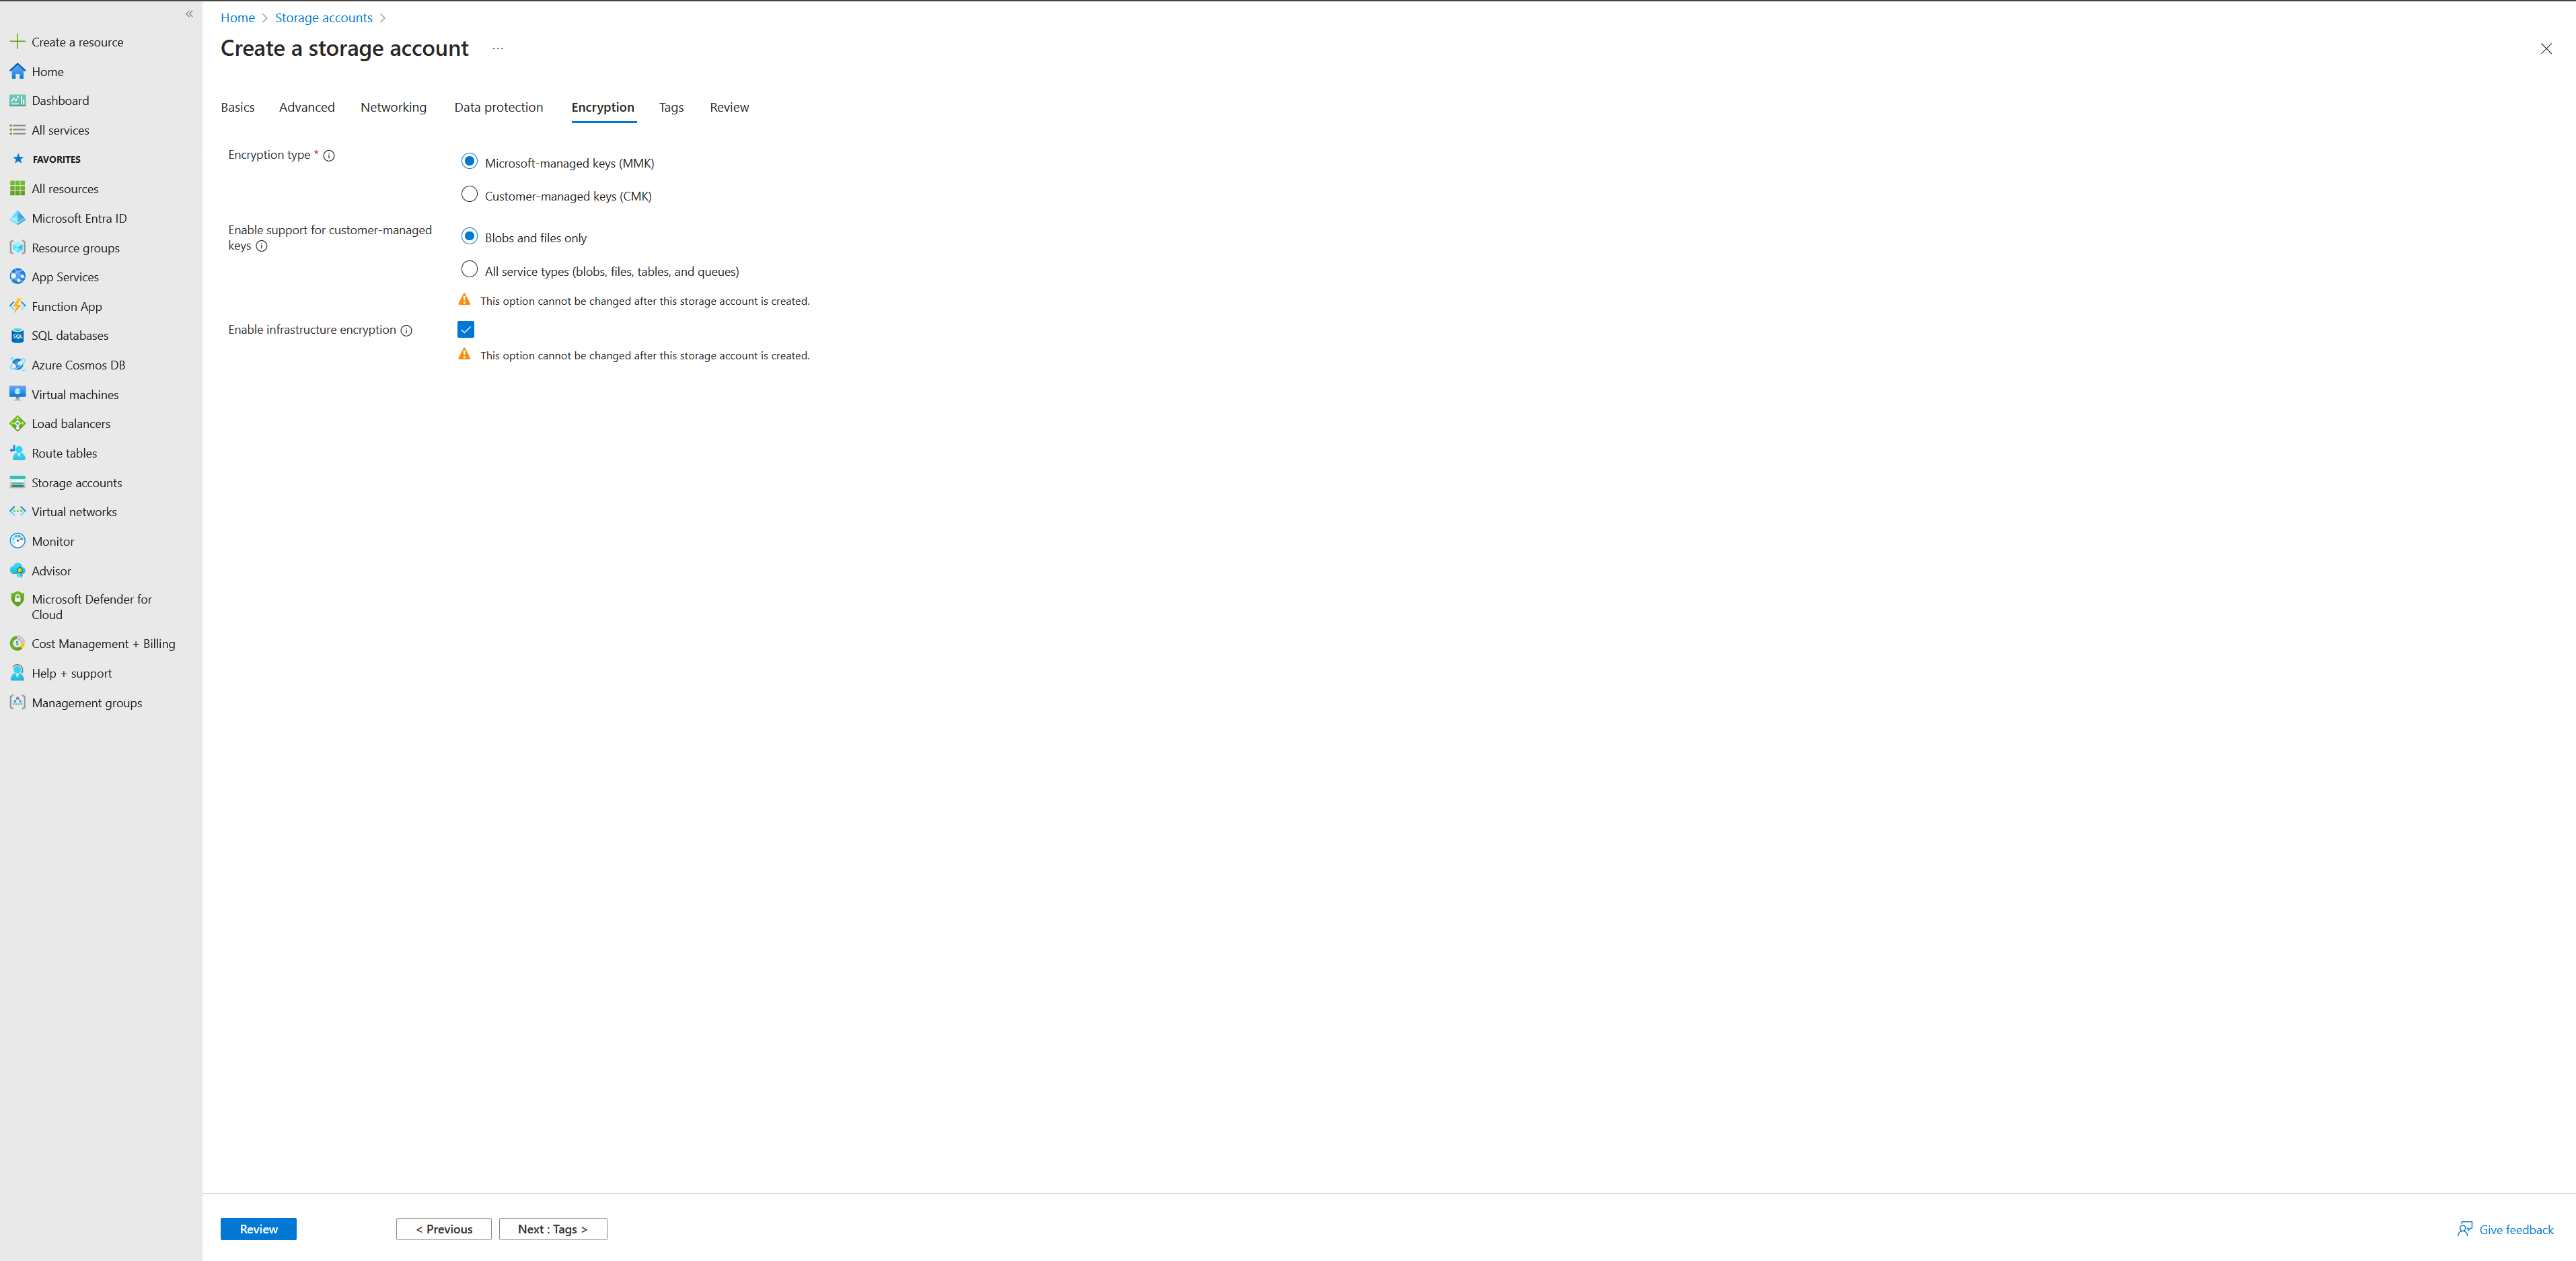 Create a resource
Home
Dashboard
All services
FAVORITES
All resources
Microsoft Entra ID
Resource groups
App Services
Function App
SQL databases
Azure Cosmos DB
Virtual machines
Load balancers
Route tables
Storage accounts
Virtual networks
Monitor
Advisor
Microsoft Defender for
Cloud
Cost Management + Billing
Help + support
Management groups
Home > Storage accounts >
Create a storage account ...
Basics Advanced Networking Data protection Encryption Tags Review
Encryption type *
Microsoft-managed keys (MMK)
Customer-managed keys (CMK)
Enable support for customer-managed
keys
Blobs and files only
All service types (blobs, files, tables, and queues)
This option cannot be changed after this storage account is created.
Enable infrastructure encryption
This option cannot be changed after this storage account is created.
Review < Previous Next : Tags > Give feedback